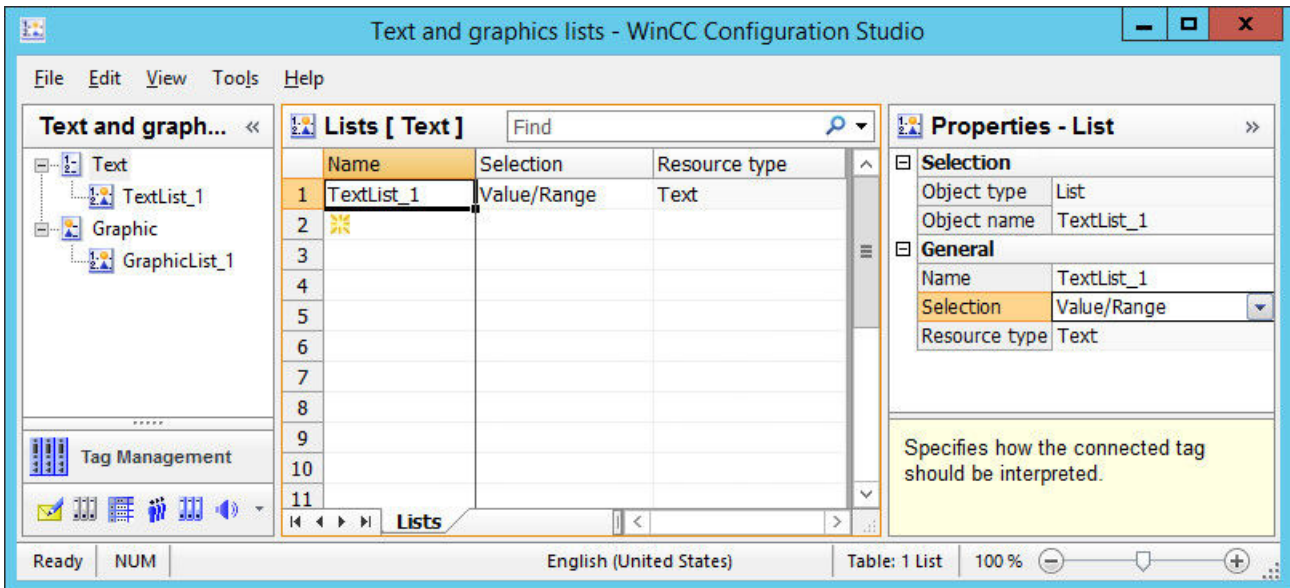 Text and graphics lists - WinCC Configuration Studio
File Edit View Tools Help
Text and graph... «
Text
TextList_1
Graphic
GraphicList_1
Tag Management
Lists [ Text ]
Find
Name Selection Resource type
1 TextList_1 Value/Range Text
2
3
4
5
6
7
8
9
10
11
Lists
Properties - List »
Selection
Object type List
Object name TextList_1
General
Name TextList_1
Selection Value/Range
Resource type Text
Specifies how the connected tag
should be interpreted.
Ready NUM English (United States) Table: 1 List 100 %